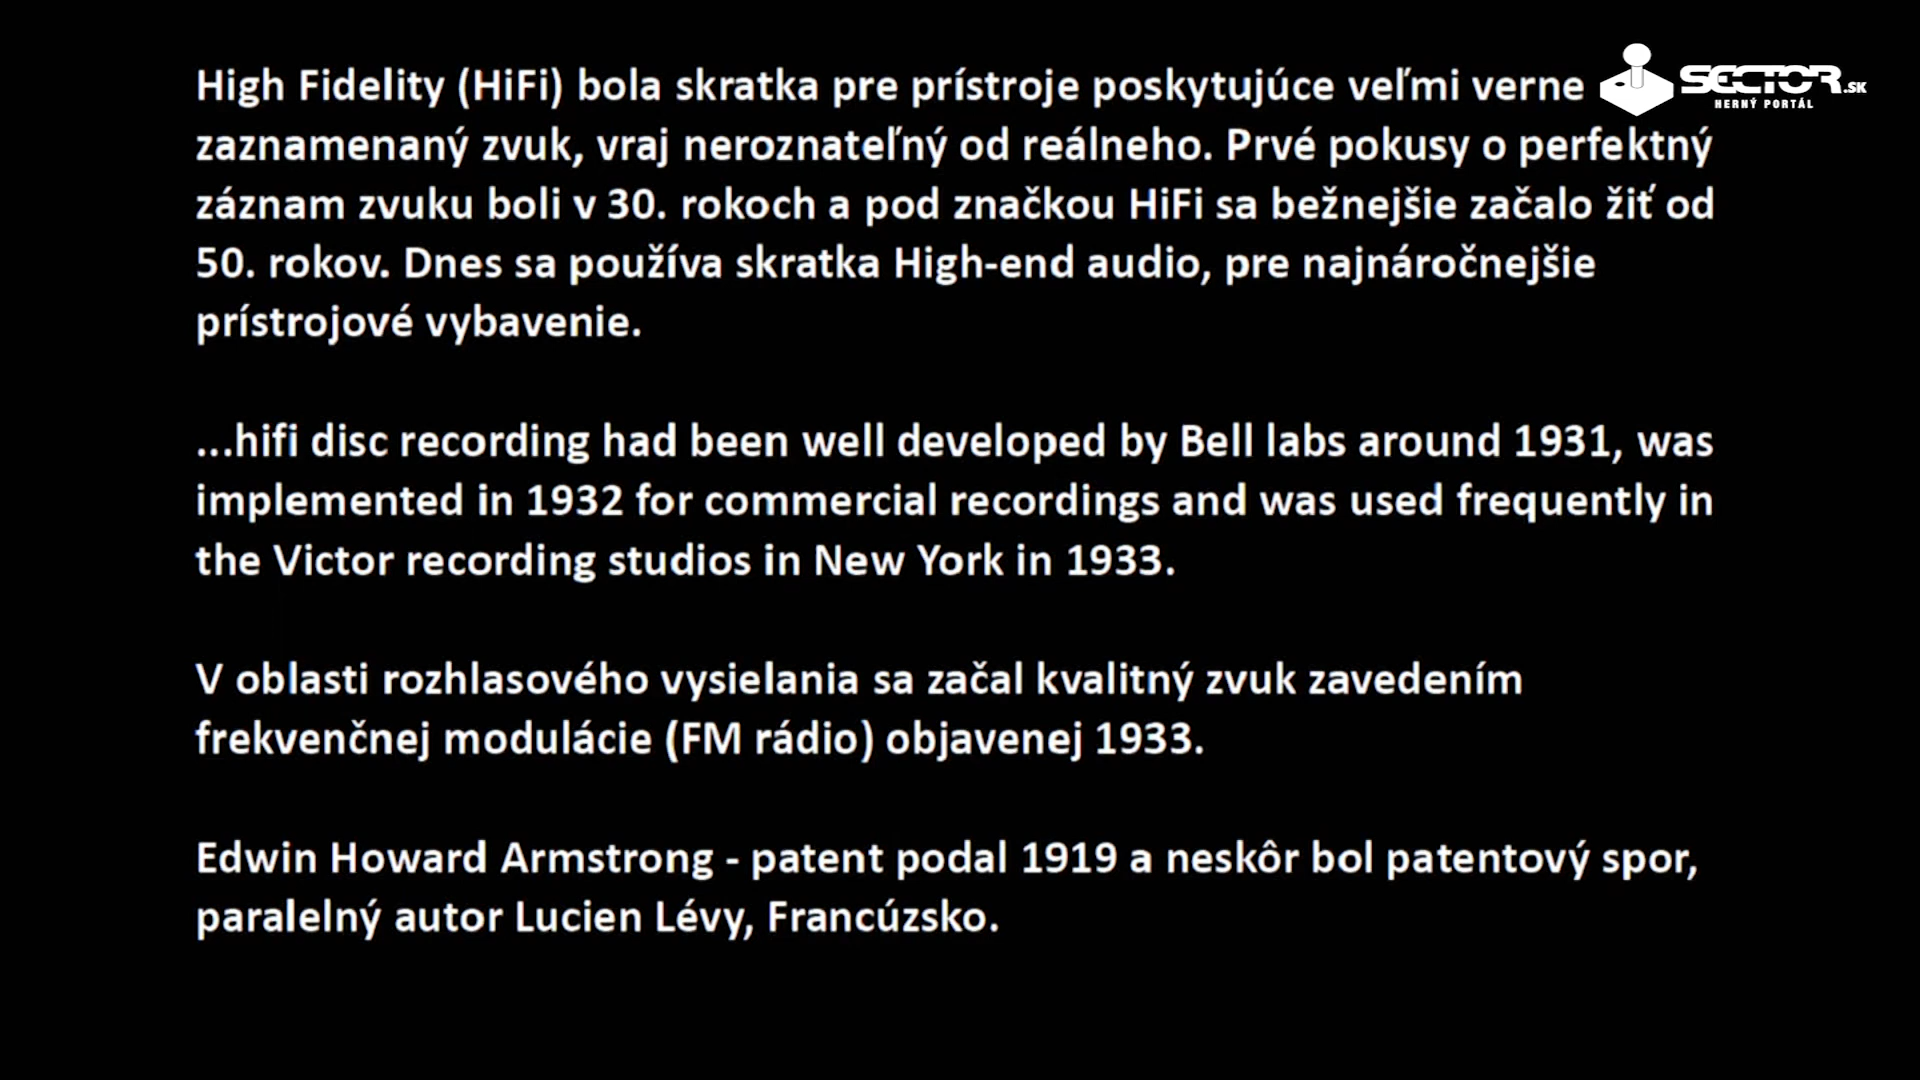 High Fidelity (HiFi) bola skratka pre prístroje poskytujúce veľmi verne
zaznamenaný zvuk, vraj neroznateľný od reálneho. Prvé pokusy o perfektný
záznam zvuku boli v 30. rokoch a pod značkou HiFi sa bežnejšie začalo žiť od
50. rokov. Dnes sa používa skratka High-end audio, pre najnáročnejšie
prístrojové vybavenie.
...hifi disc recording had been well developed by Bell labs around 1931, was
implemented in 1932 for commercial recordings and was used frequently in
the Victor recording studios in New York in 1933.
V oblasti rozhlasového vysielania sa začal kvalitný zvuk zavedením
frekvenčnej modulácie (FM rádio) objavenej 1933.
Edwin Howard Armstrong - patent podal 1919 a neskôr bol patentový spor,
paralelný autor Lucien Lévy, Francúzsko.
SECTOR.SK
HERNÝ PORTÁL